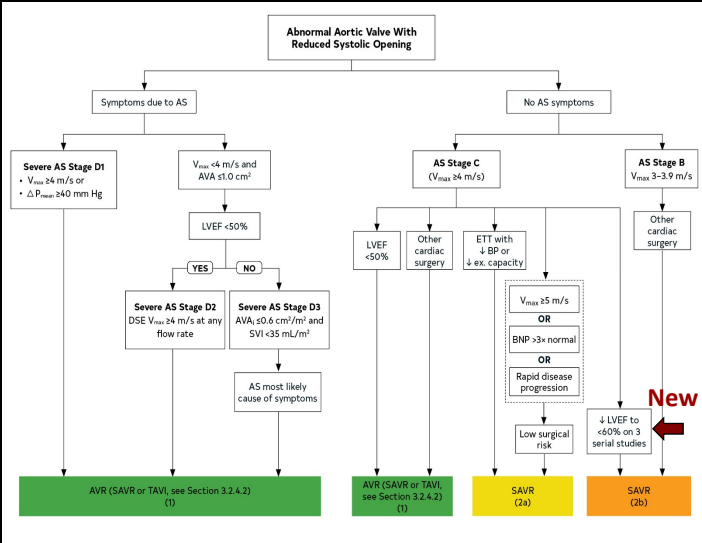 Abnormal Aortic Valve With
Reduced Systolic Opening
Symptoms due to AS
No AS symptoms
Severe AS Stage D1
• Vmax ≥4 m/s or
• ΔPmean ≥40 mm Hg
Vmax <4 m/s and
AVA ≤1.0 cm²
AS Stage C
(Vmax ≥4 m/s)
AS Stage B
Vmax 3–3.9 m/s
LVEF <50%
YES
NO
LVEF
<50%
Other
cardiac
surgery
ETT with
↓ BP or
↓ ex. capacity
Other
cardiac
surgery
Severe AS Stage D2
DSE Vmax ≥4 m/s at any
flow rate
Severe AS Stage D3
AVAi ≤0.6 cm²/m² and
SVI <35 mL/m²
Vmax ≥5 m/s
OR
BNP >3× normal
OR
Rapid disease
progression
AS most likely
cause of symptoms
New
Low surgical
risk
↓ LVEF to
<60% on 3
serial studies
AVR (SAVR or TAVI, see Section 3.2.4.2)
(1)
AVR (SAVR or TAVI,
see Section 3.2.4.2)
(1)
SAVR
(2a)
SAVR
(2b)